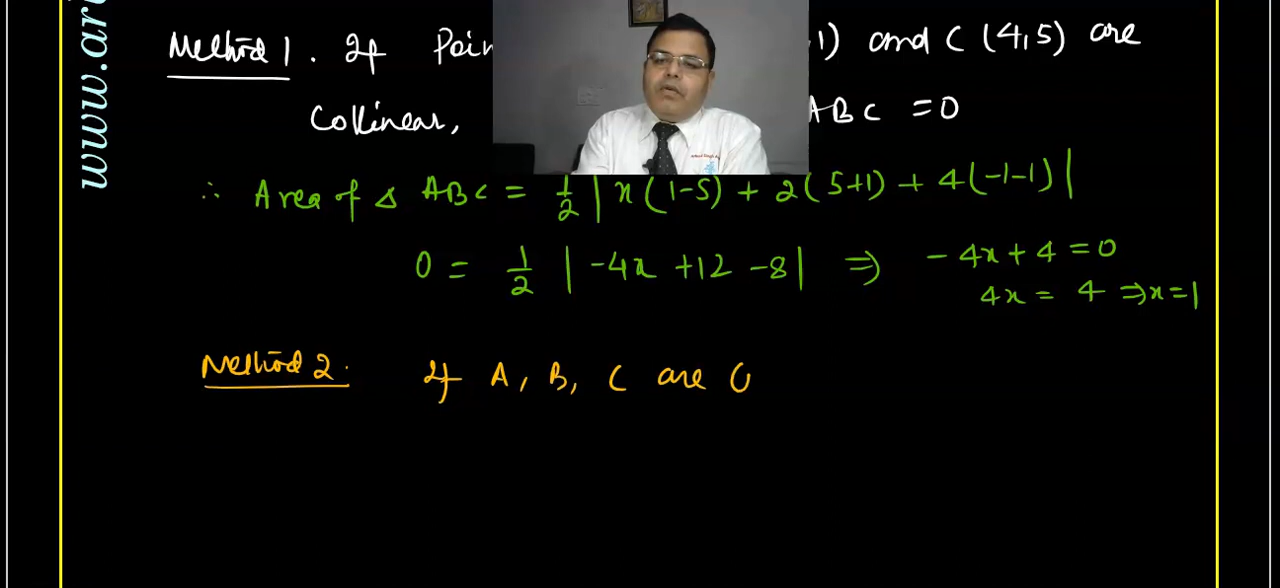 www.ar
Method 1. If Poin 1) and C (4,5) are
Collinear, ABC = 0
∴ Area of Δ ABC = 1/2 | x (1-5) + 2 (5+1) + 4 (-1-1) |
0 = 1/2 | -4x + 12 - 8 | ⇒ - 4x + 4 = 0
4x = 4 ⇒ x = 1
Method 2. If A, B, C are C